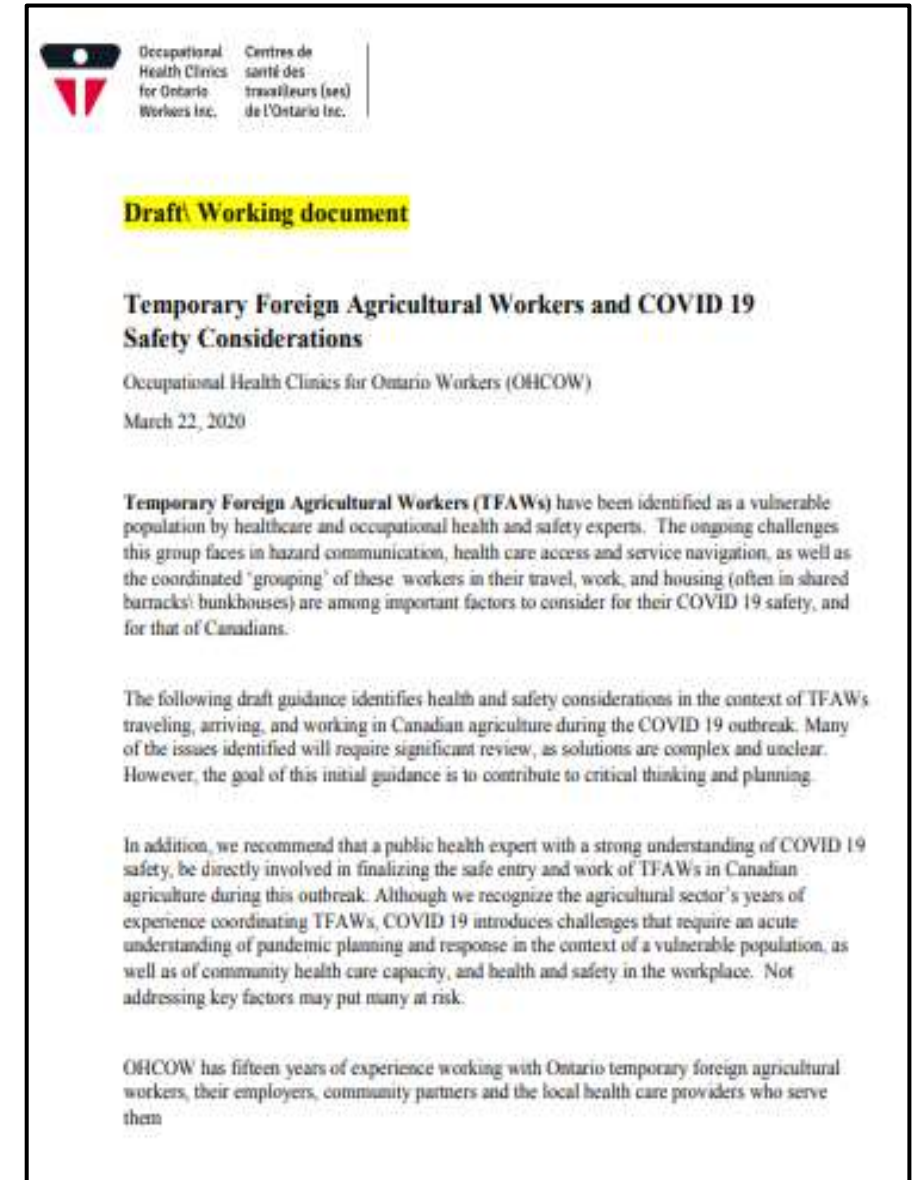 Occupational
Health Clinics
for Ontario
Workers Inc.
Centres de
santé des
travailleurs (ses)
de l'Ontario Inc.
Draft\ Working document
Temporary Foreign Agricultural Workers and COVID 19
Safety Considerations
Occupational Health Clinics for Ontario Workers (OHCOW)
March 22, 2020
Temporary Foreign Agricultural Workers (TFAWs) have been identified as a vulnerable
population by healthcare and occupational health and safety experts. The ongoing challenges
this group faces in hazard communication, health care access and service navigation, as well as
the coordinated 'grouping' of these workers in their travel, work, and housing (often in shared
barracks\ bunkhouses) are among important factors to consider for their COVID 19 safety, and
for that of Canadians.
The following draft guidance identifies health and safety considerations in the context of TFAWs
traveling, arriving, and working in Canadian agriculture during the COVID 19 outbreak. Many
of the issues identified will require significant review, as solutions are complex and unclear.
However, the goal of this initial guidance is to contribute to critical thinking and planning.
In addition, we recommend that a public health expert with a strong understanding of COVID 19
safety, be directly involved in finalizing the safe entry and work of TFAWs in Canadian
agriculture during this outbreak. Although we recognize the agricultural sector's years of
experience coordinating TFAWs, COVID 19 introduces challenges that require an acute
understanding of pandemic planning and response in the context of a vulnerable population, as
well as of community health care capacity, and health and safety in the workplace. Not
addressing key factors may put many at risk.
OHCOW has fifteen years of experience working with Ontario temporary foreign agricultural
workers, their employers, community partners and the local health care providers who serve
them